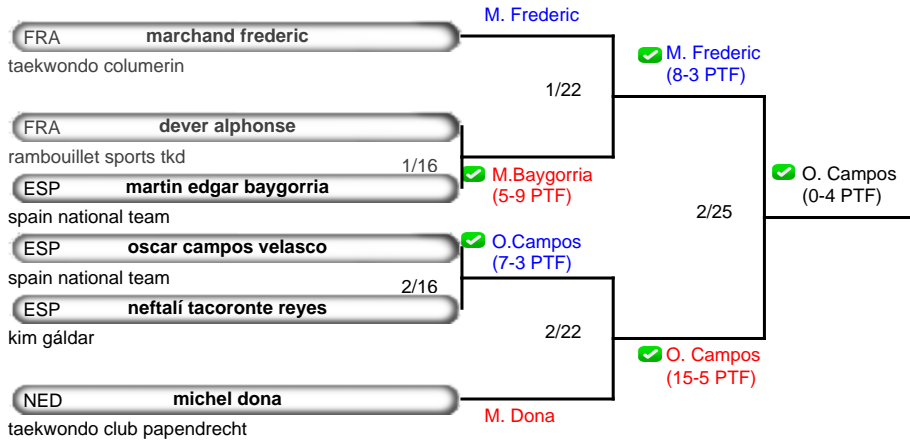 M. Frederic
FRA marchand frederic
taekwondo columerin
M. Frederic
(8-3 PTF)
1/22
FRA dever alphonse
rambouillet sports tkd
1/16
M.Baygorria
(5-9 PTF)
ESP martin edgar baygorria
spain national team
O. Campos
(0-4 PTF)
2/25
ESP oscar campos velasco
spain national team
O.Campos
(7-3 PTF)
2/16
ESP neftalí tacoronte reyes
kim gáldar
2/22
O. Campos
(15-5 PTF)
NED michel dona
taekwondo club papendrecht
M. Dona